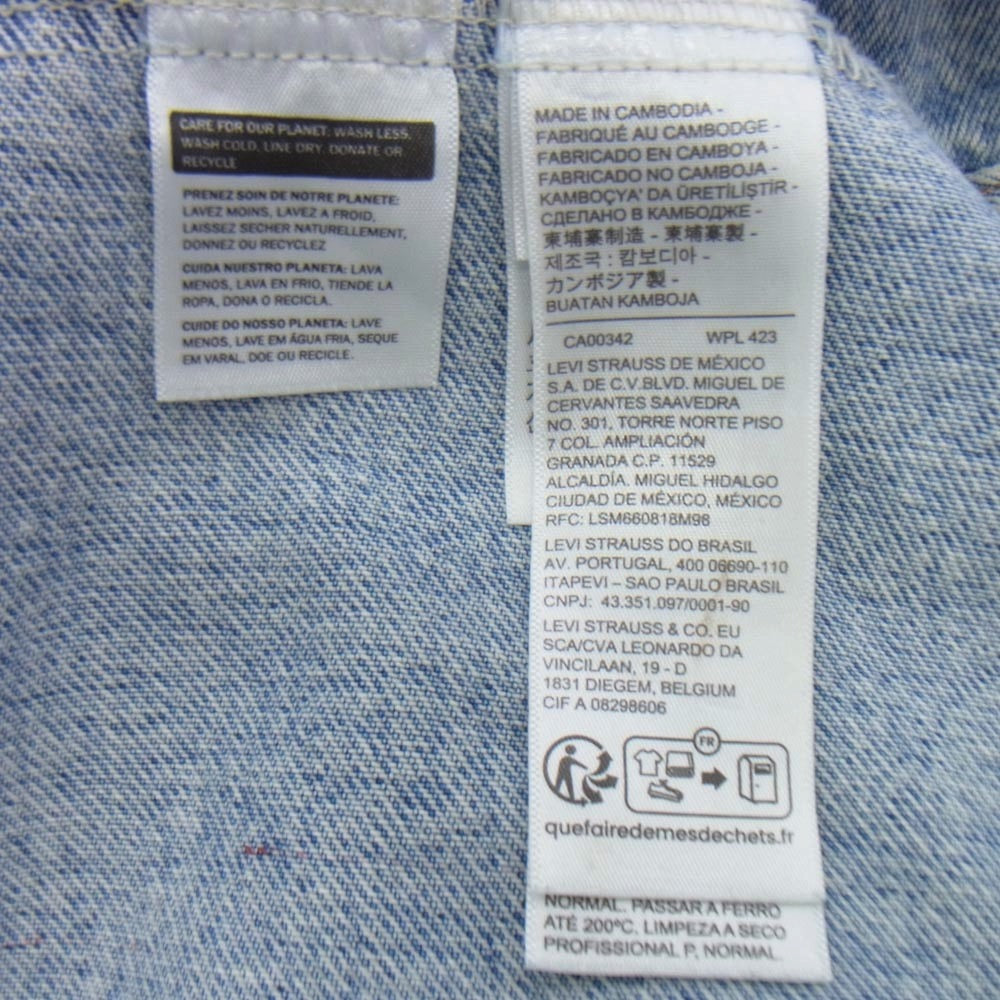 CARE FOR OUR PLANET: WASH LESS,
WASH COLD, LINE DRY, DONATE OR
RECYCLE
PRENEZ SOIN DE NOTRE PLANETE:
LAVEZ MOINS, LAVEZ A FROID,
LAISSEZ SECHER NATURELLEMENT,
DONNEZ OU RECYCLEZ
CUIDA NUESTRO PLANETA: LAVA
MENOS, LAVA EN FRIO, TIENDE LA
ROPA, DONA O RECICLA.
CUIDE DO NOSSO PLANETA: LAVE
MENOS, LAVE EM ÁGUA FRIA, SEQUE
EM VARAL, DOE OU RECICLE.
MADE IN CAMBODIA -
FABRIQUÉ AU CAMBODGE -
FABRICADO EN CAMBOYA -
FABRICADO NO CAMBOJA -
KAMBOÇYA' DA ÜRETİLİSTİR -
СДЕЛАНО В КАМБОДЖЕ -
柬埔寨制造 - 柬埔寨製 -
제조국 : 캄보디아 -
カンボジア製 -
BUATAN KAMBOJA
CA00342 WPL 423
LEVI STRAUSS DE MÉXICO
S.A. DE C.V.BLVD. MIGUEL DE
CERVANTES SAAVEDRA
NO. 301, TORRE NORTE PISO
7 COL. AMPLIACIÓN
GRANADA C.P. 11529
ALCALDÍA. MIGUEL HIDALGO
CIUDAD DE MÉXICO, MÉXICO
RFC: LSM660818M98
LEVI STRAUSS DO BRASIL
AV. PORTUGAL, 400 06690-110
ITAPEVI – SAO PAULO BRASIL
CNPJ: 43.351.097/0001-90
LEVI STRAUSS & CO. EU
SCA/CVA LEONARDO DA
VINCILAAN, 19 - D
1831 DIEGEM, BELGIUM
CIF A 08298606
FR
quefairedemesdechets.fr
NORMAL. PASSAR A FERRO
ATÉ 200ºC. LIMPEZA A SECO
PROFISSIONAL P, NORMAL.